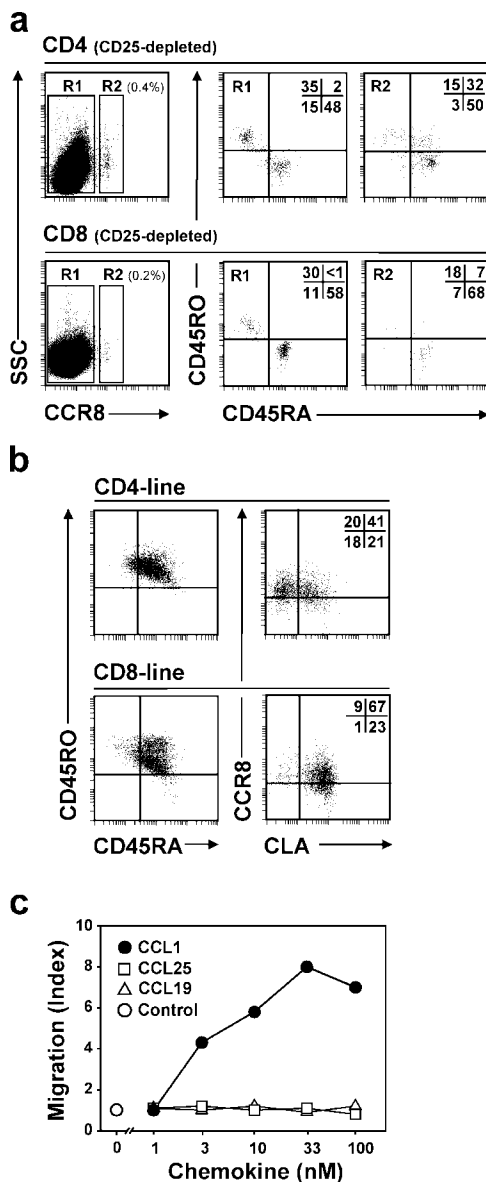 a
CD4 (CD25-depleted)
R1 R2 (0.4%)
R1 35 2
15 48
R2 15 32
3 50
CD8 (CD25-depleted)
R1 R2 (0.2%)
R1 30 <1
11 58
R2 18 7
7 68
SSC
CD45RO
CCR8
CD45RA
b
CD4-line
20 41
18 21
CD8-line
9 67
1 23
CD45RO
CCR8
CD45RA
CLA
c
10
8
6
4
2
0
Migration (Index)
CCL1
CCL25
CCL19
Control
0 1 3 10 33 100
Chemokine (nM)